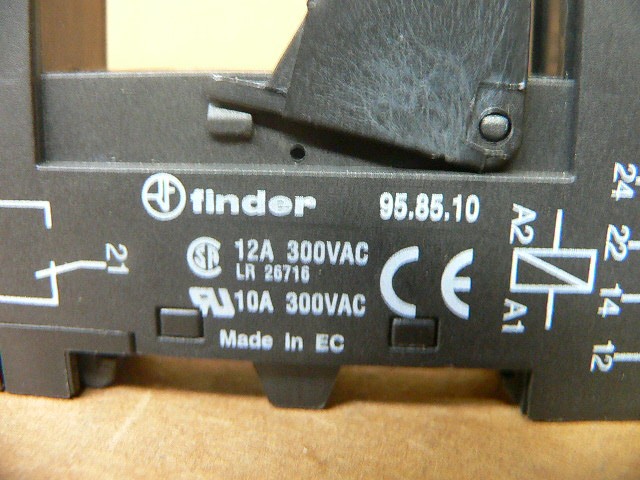 finder 95.85.10
12A 300VAC
LR 26716
10A 300VAC
CE
Made in EC
21
A2
A1
24
22
14
12